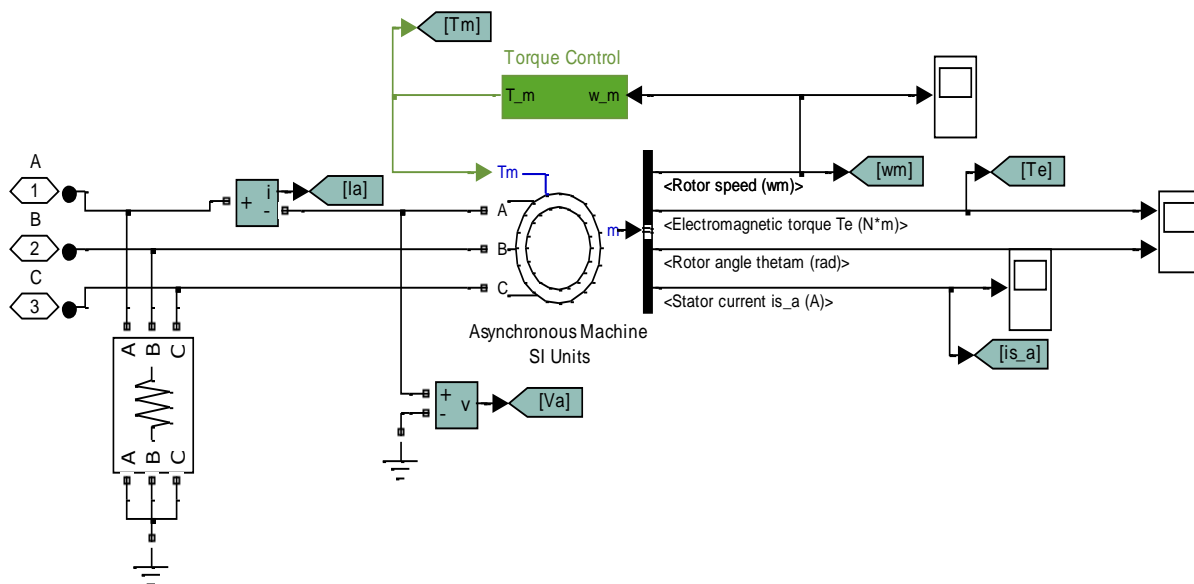 [Tm]
Torque Control
T_m
w_m
A
1
i
+
-
[Ia]
Tm
<Rotor speed (wm)>
[wm]
[Te]
B
2
A
B
C
m
<Electromagnetic torque Te (N*m)>
<Rotor angle thetam (rad)>
C
3
<Stator current is_a (A)>
Asynchronous Machine
SI Units
[is_a]
A B C
A B C
+
-
v
[Va]